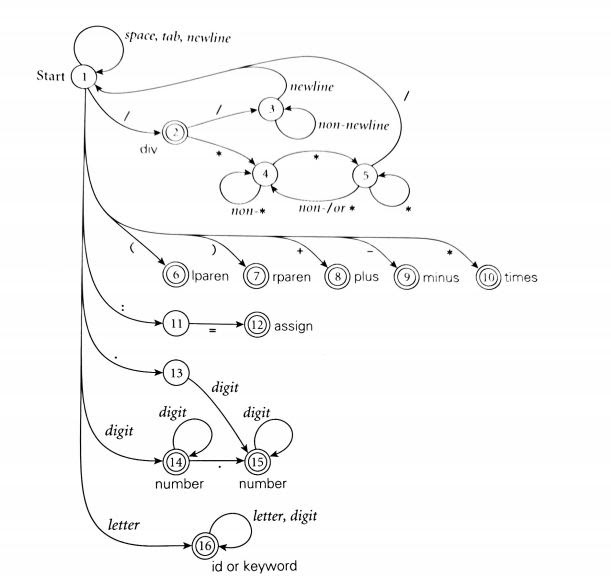 space, tab, newline
Start 1
newline
/
/ / 3
non-newline
2
div
* 4 * 5
non-* non-/or * *
( ) + - *
6 lparen 7 rparen 8 plus 9 minus 10 times
: 11 = 12 assign
. 13
digit
digit digit
digit 14 . 15
number number
letter letter, digit
16
id or keyword